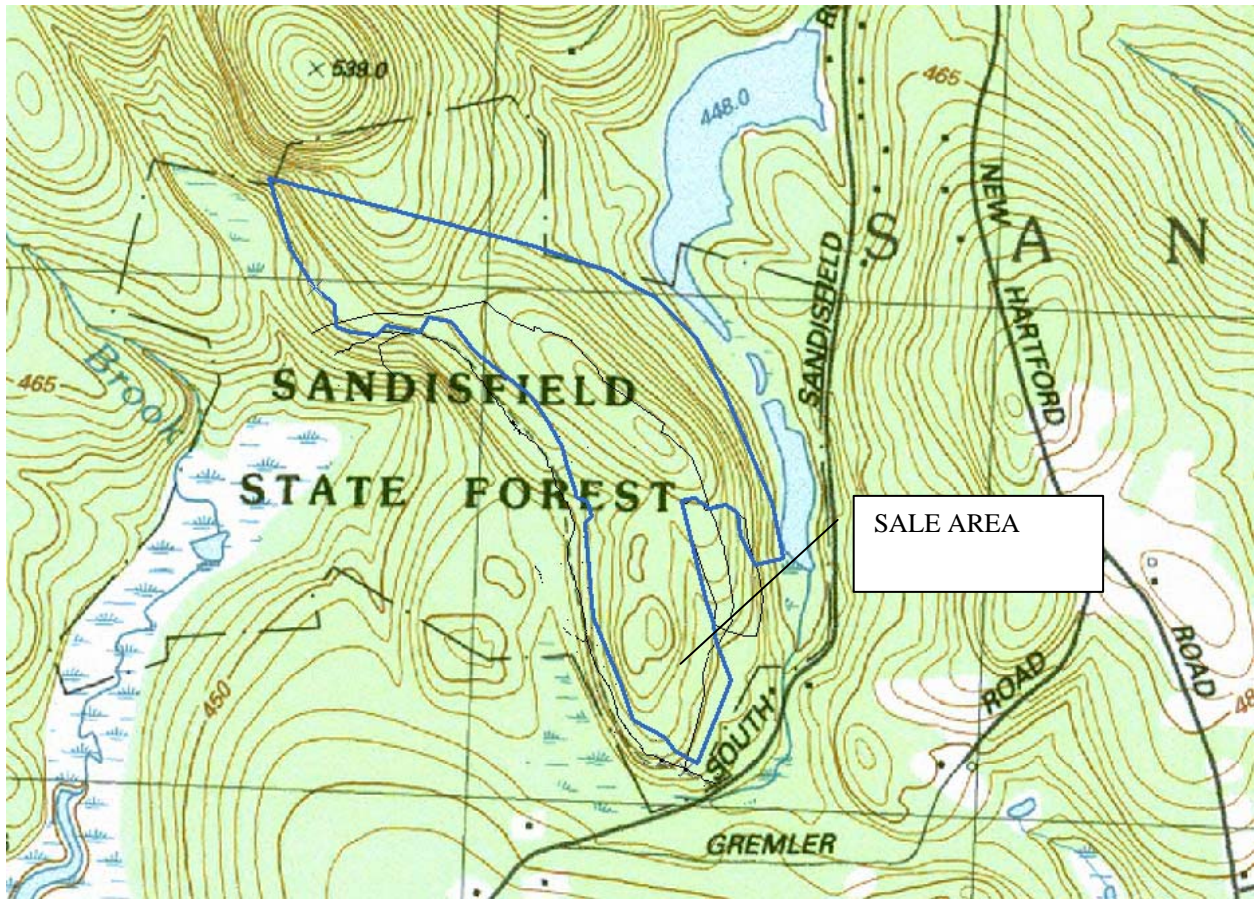 539.0
465
448.0
NEW
SANDISFIELD
S A N
HARTFORD
Brook
465
SANDISFIELD
STATE FOREST
SALE AREA
ROAD
ROAD
450
SOUTH
GREMLER